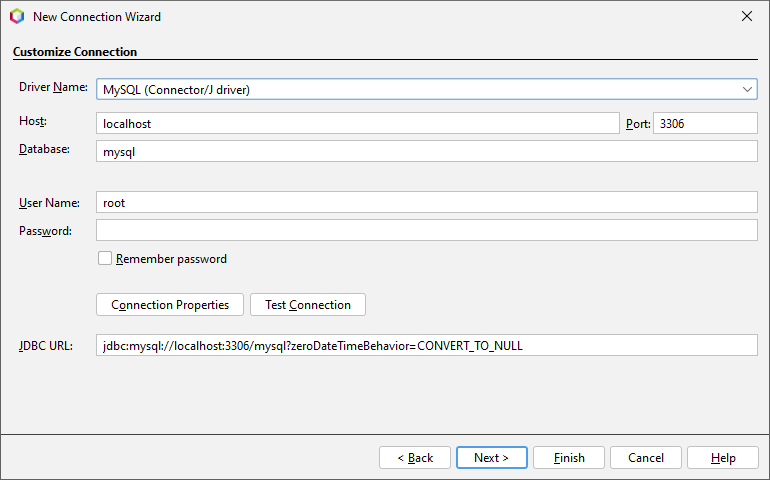 New Connection Wizard
Customize Connection
Driver Name: MySQL (Connector/J driver)
Host: localhost Port: 3306
Database: mysql
User Name: root
Password:
Remember password
Connection Properties Test Connection
JDBC URL: jdbc:mysql://localhost:3306/mysql?zeroDateTimeBehavior=CONVERT_TO_NULL
< Back Next > Finish Cancel Help